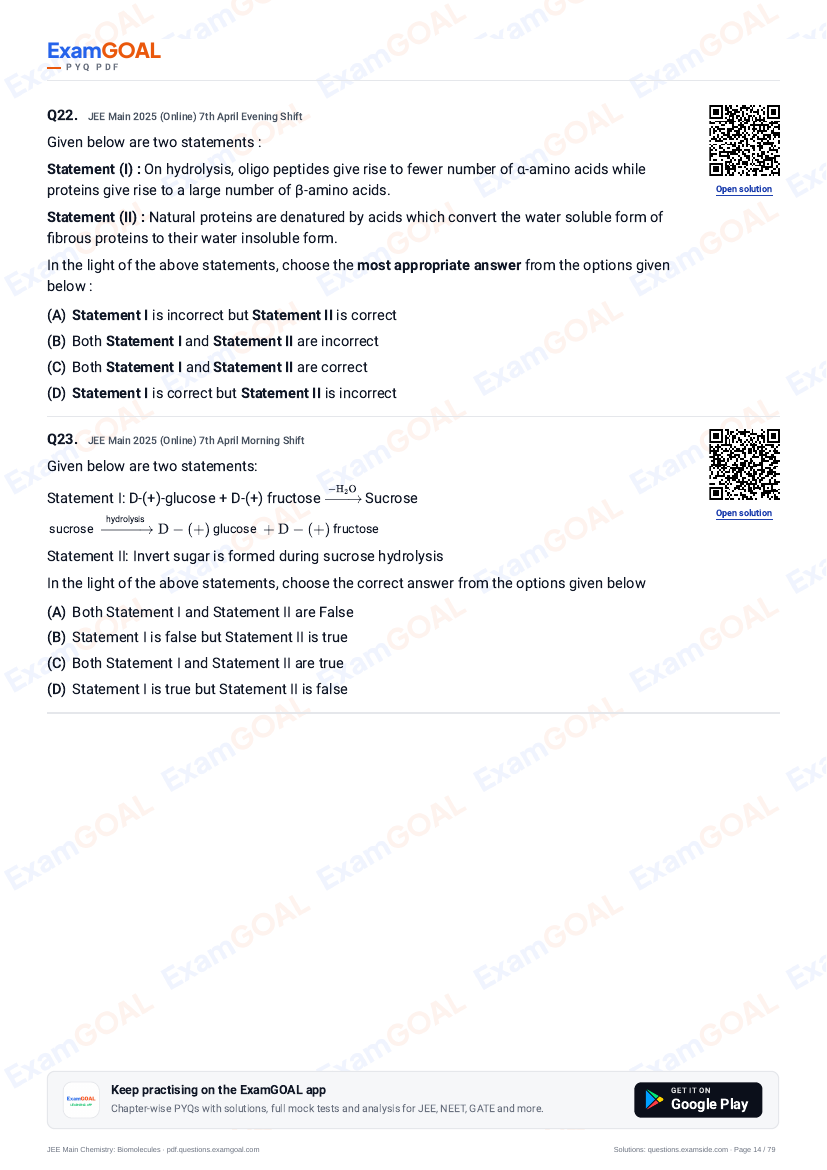 ExamGOAL
PYQ PDF
Q22. JEE Main 2025 (Online) 7th April Evening Shift
Given below are two statements :
Statement (I) : On hydrolysis, oligo peptides give rise to fewer number of α-amino acids while
proteins give rise to a large number of β-amino acids.
Open solution
Statement (II) : Natural proteins are denatured by acids which convert the water soluble form of
fibrous proteins to their water insoluble form.
In the light of the above statements, choose the most appropriate answer from the options given
below :
(A) Statement I is incorrect but Statement II is correct
(B) Both Statement I and Statement II are incorrect
(C) Both Statement I and Statement II are correct
(D) Statement I is correct but Statement II is incorrect
Q23. JEE Main 2025 (Online) 7th April Morning Shift
Given below are two statements:
Statement I: D-(+)-glucose + D-(+) fructose $\xrightarrow{-H_2O}$ Sucrose
Open solution
sucrose $\xrightarrow{\text{hydrolysis}}$ D − (+) glucose + D − (+) fructose
Statement II: Invert sugar is formed during sucrose hydrolysis
In the light of the above statements, choose the correct answer from the options given below
(A) Both Statement I and Statement II are False
(B) Statement I is false but Statement II is true
(C) Both Statement I and Statement II are true
(D) Statement I is true but Statement II is false
ExamGOAL
Keep practising on the ExamGOAL app
Chapter-wise PYQs with solutions, full mock tests and analysis for JEE, NEET, GATE and more.
GET IT ON
Google Play
JEE Main Chemistry: Biomolecules · pdf.questions.examgoal.com
Solutions: questions.examside.com · Page 14 / 79